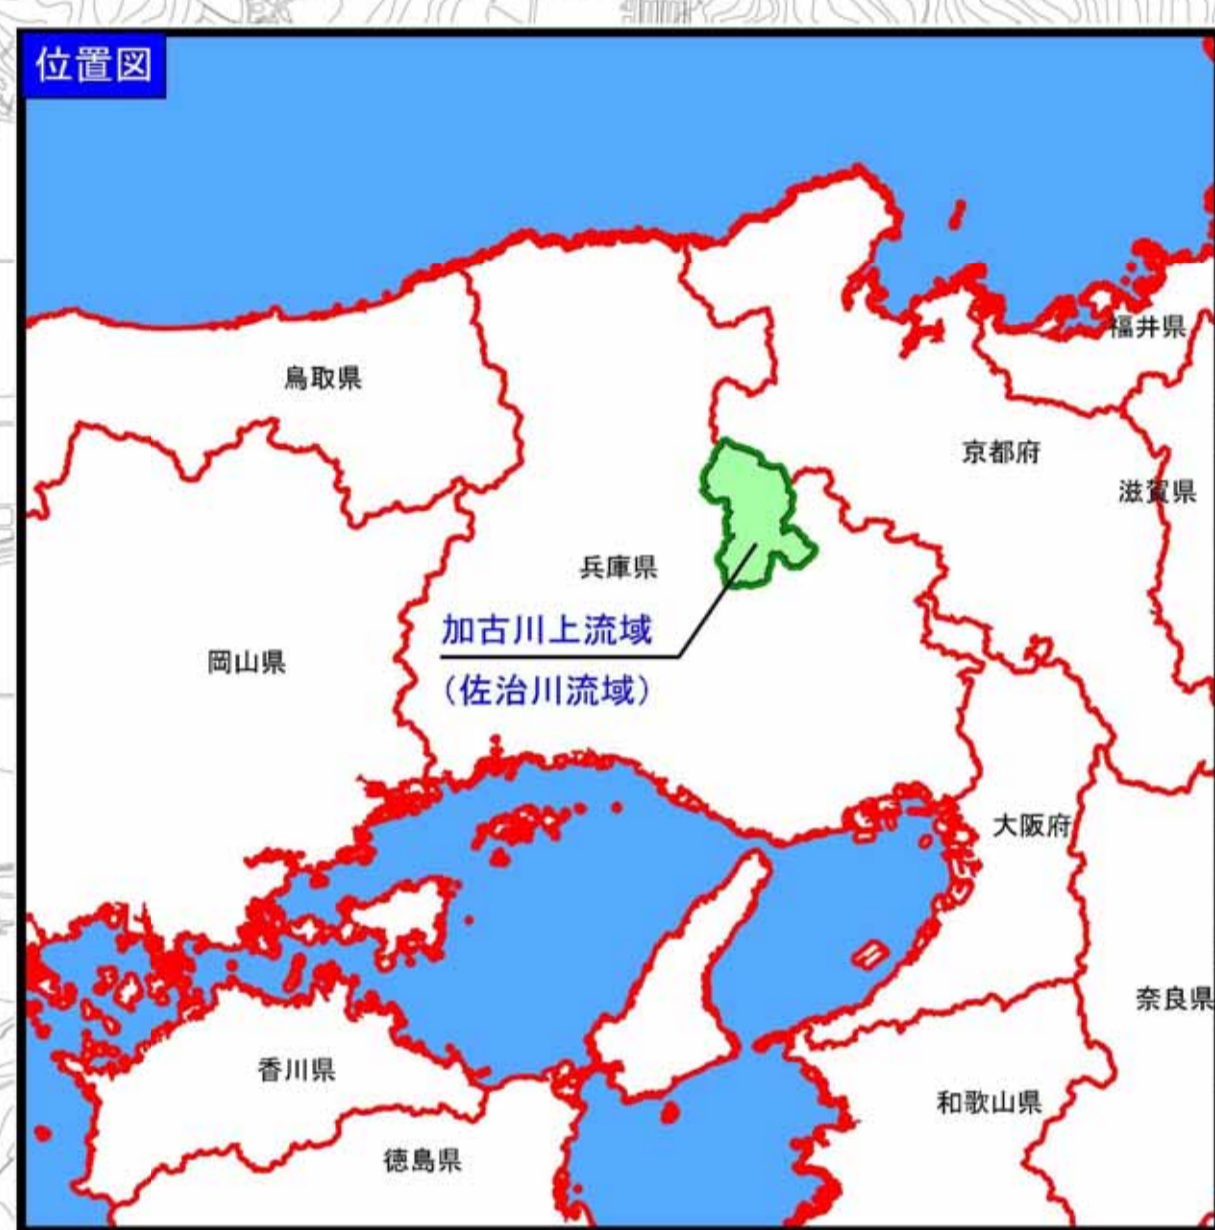 位置図
福井県
鳥取県
京都府
滋賀県
兵庫県
加古川上流域
(佐治川流域)
岡山県
大阪府
奈良県
香川県
和歌山県
徳島県